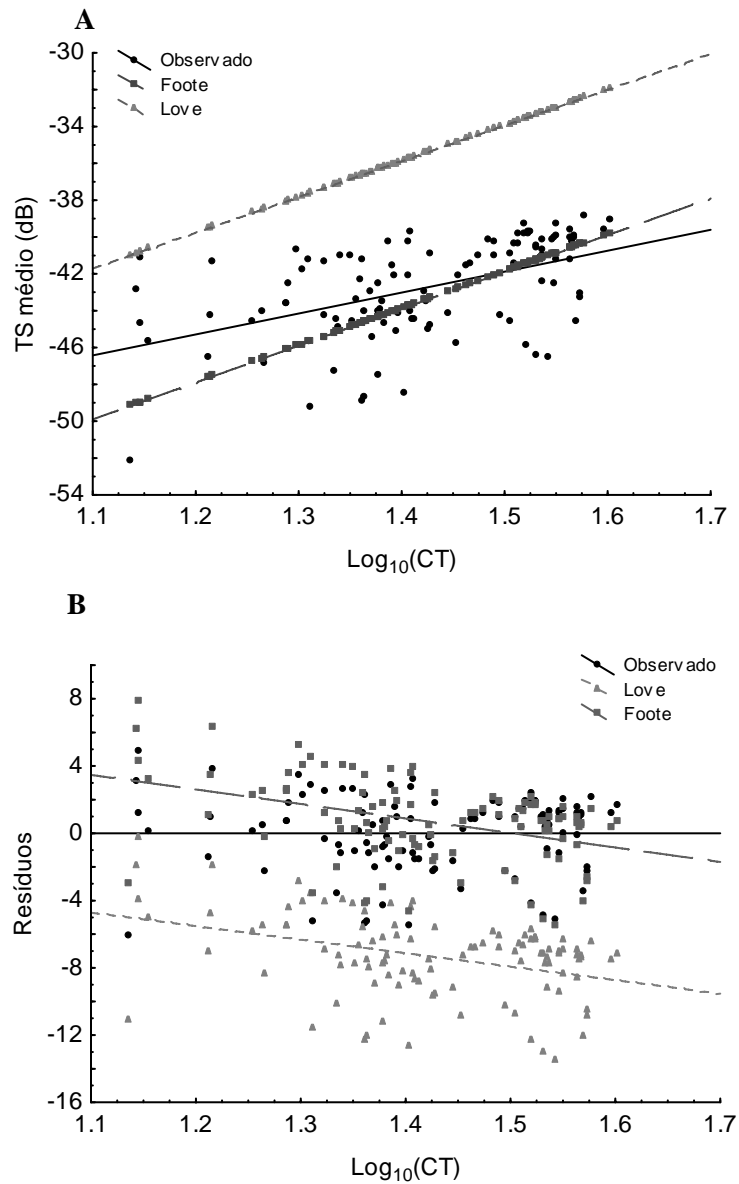 A
Observado
Foote
Love
-30
-34
-38
-42
-46
-50
-54
TS médio (dB)
1.1 1.2 1.3 1.4 1.5 1.6 1.7
Log10(CT)
B
Observado
Love
Foote
8
4
0
-4
-8
-12
-16
Resíduos
1.1 1.2 1.3 1.4 1.5 1.6 1.7
Log10(CT)